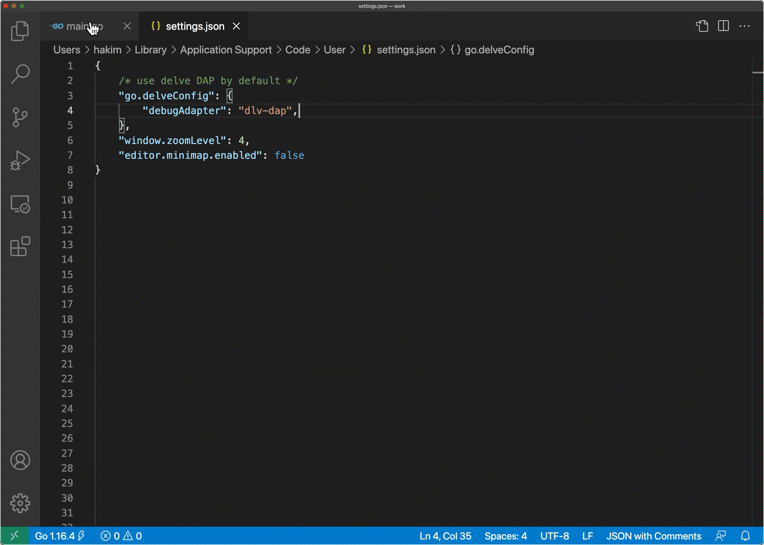 settings.json — work
GO main.go
{} settings.json
Users > hakim > Library > Application Support > Code > User > {} settings.json > {} go.delveConfig
1 {
2 /* use delve DAP by default */
3 "go.delveConfig": {
4 "debugAdapter": "dlv-dap",
5 },
6 "window.zoomLevel": 4,
7 "editor.minimap.enabled": false
8 }
9
10
11
12
13
14
15
16
17
18
19
20
21
22
23
24
25
26
27
28
29
30
31
32
Go 1.16.4 0 0 Ln 4, Col 35 Spaces: 4 UTF-8 LF JSON with Comments